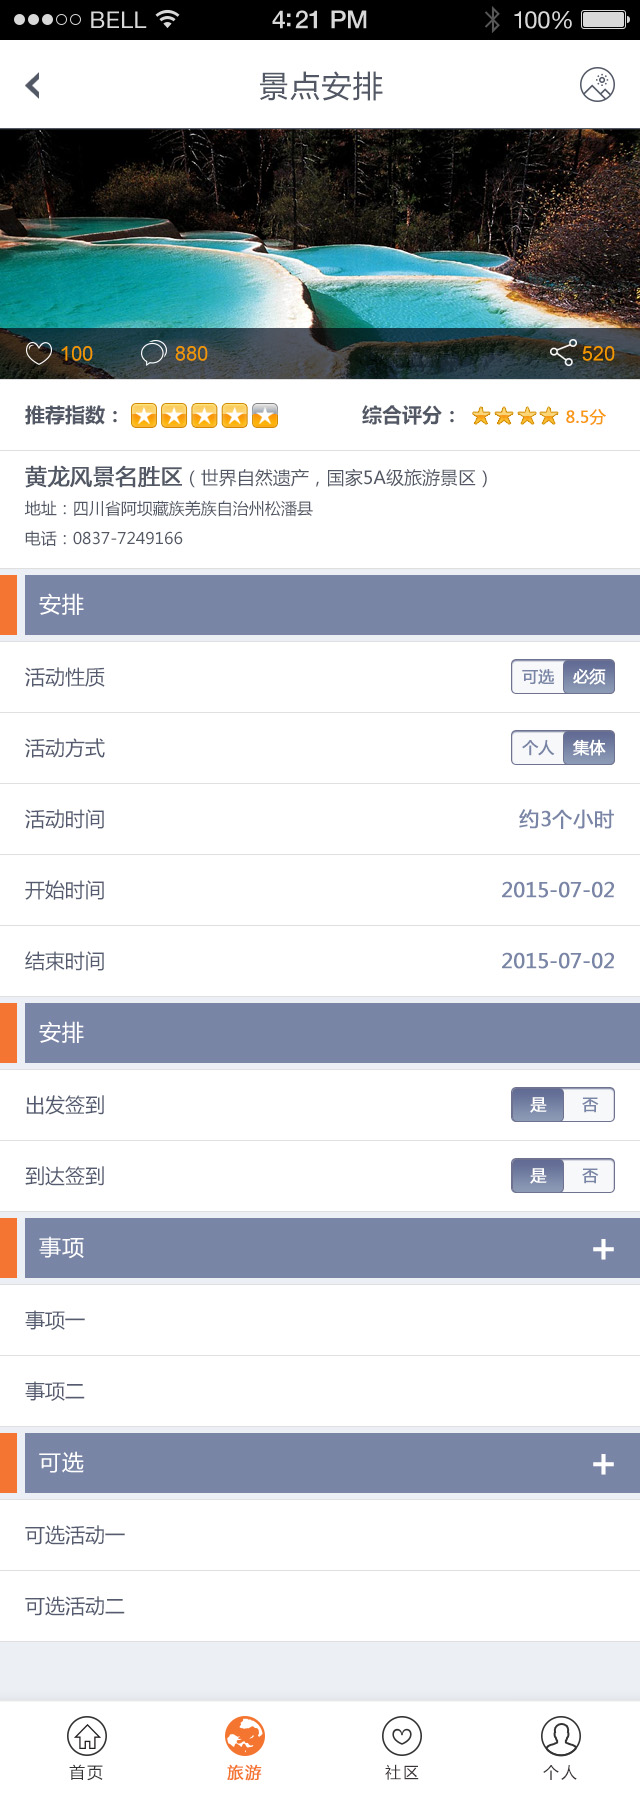 BELL 4:21 PM 100%
景点安排
100 880 520
推荐指数： 综合评分： 8.5分
黄龙风景名胜区（世界自然遗产，国家5A级旅游景区）
地址：四川省阿坝藏族羌族自治州松潘县
电话：0837-7249166
安排
活动性质 可选 必须
活动方式 个人 集体
活动时间 约3个小时
开始时间 2015-07-02
结束时间 2015-07-02
安排
出发签到 是 否
到达签到 是 否
事项 +
事项一
事项二
可选 +
可选活动一
可选活动二
首页 旅游 社区 个人